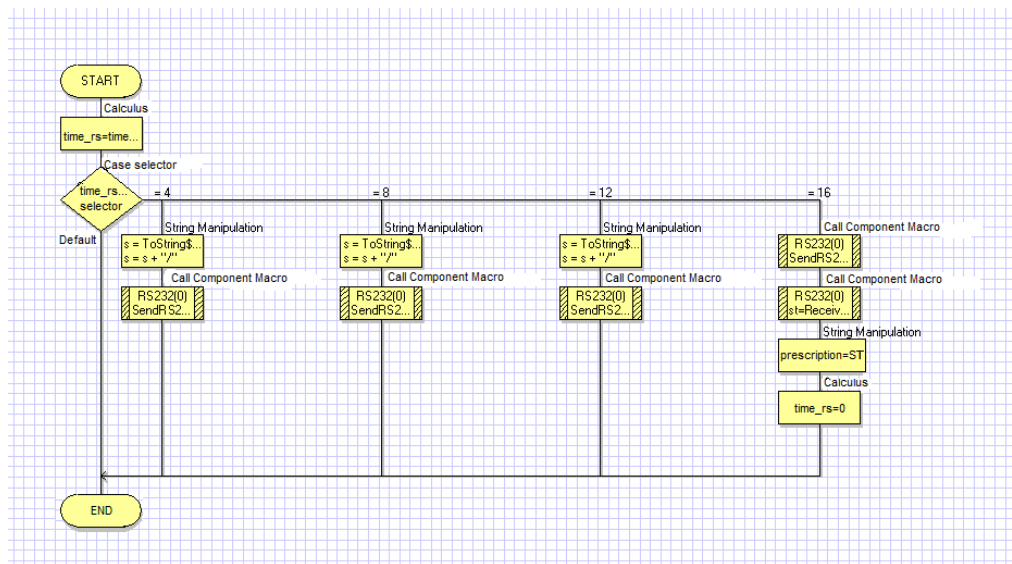 START
Calculus
time_rs=time...
Case selector
time_rs...
selector
= 4
= 8
= 12
= 16
Default
String Manipulation
s = ToString$...
s = s + "/"
Call Component Macro
RS232(0)
SendRS2...
String Manipulation
s = ToString$...
s = s + "/"
Call Component Macro
RS232(0)
SendRS2...
String Manipulation
s = ToString$...
s = s + "/"
Call Component Macro
RS232(0)
SendRS2...
Call Component Macro
RS232(0)
SendRS2...
Call Component Macro
RS232(0)
st=Receiv...
String Manipulation
prescription=ST
Calculus
time_rs=0
END